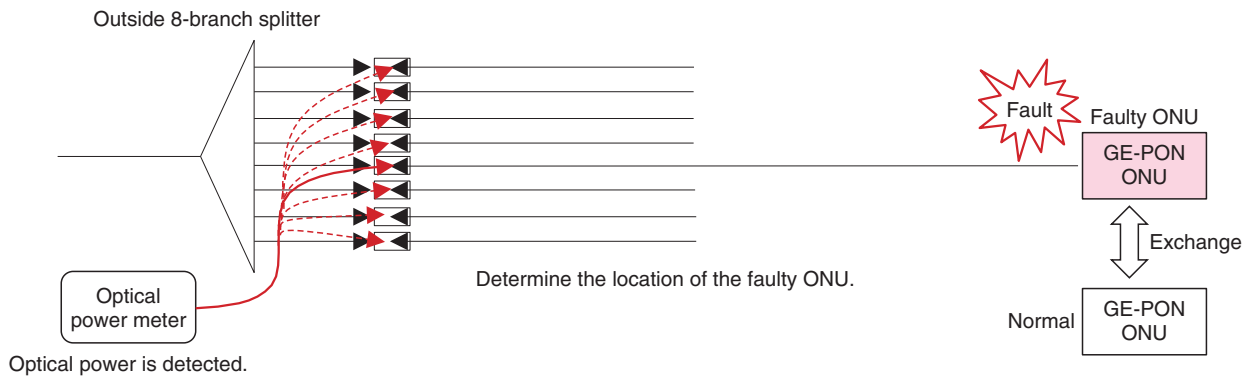 Outside 8-branch splitter
Fault
Faulty ONU
GE-PON
ONU
Exchange
Determine the location of the faulty ONU.
Optical
power meter
Normal
GE-PON
ONU
Optical power is detected.